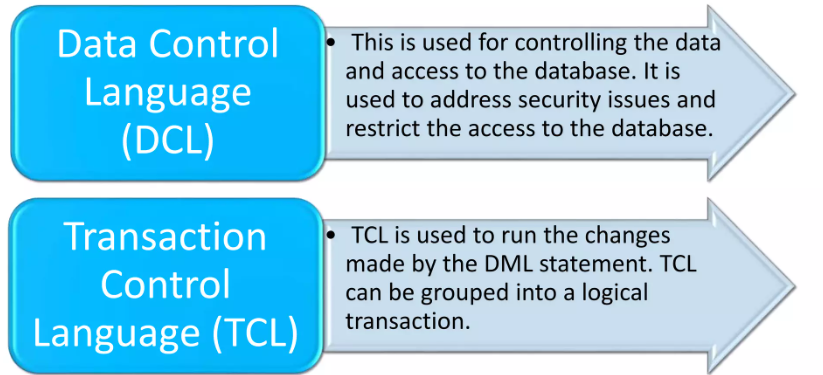 Data Control
Language
(DCL)
• This is used for controlling the data
and access to the database. It is
used to address security issues and
restrict the access to the database.
Transaction
Control
Language (TCL)
• TCL is used to run the changes
made by the DML statement. TCL
can be grouped into a logical
transaction.